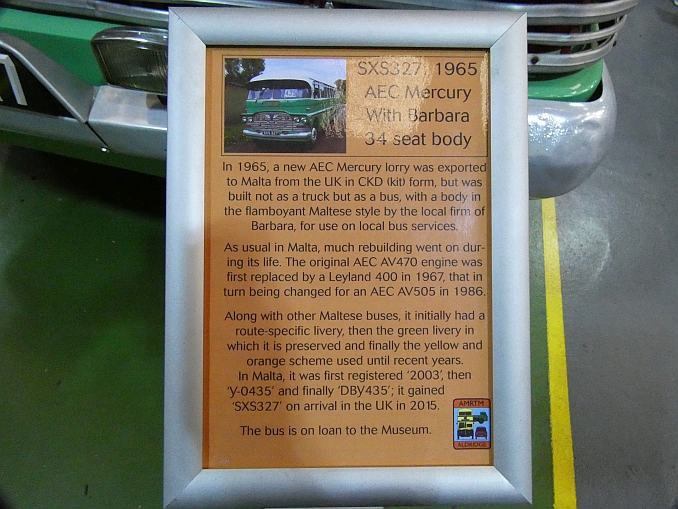 SXS327, 1965
AEC Mercury
With Barbara
34 seat body
In 1965, a new AEC Mercury lorry was exported
to Malta from the UK in CKD (kit) form, but was
built not as a truck but as a bus, with a body in
the flamboyant Maltese style by the local firm of
Barbara, for use on local bus services.
As usual in Malta, much rebuilding went on dur-
ing its life. The original AEC AV470 engine was
first replaced by a Leyland 400 in 1967, that in
turn being changed for an AEC AV505 in 1986.
Along with other Maltese buses, it initially had a
route-specific livery, then the green livery in
which it is preserved and finally the yellow and
orange scheme used until recent years.
In Malta, it was first registered ‘2003’, then
‘Y-0435’ and finally ‘DBY435’; it gained
‘SXS327’ on arrival in the UK in 2015.
The bus is on loan to the Museum.
AMRTM
ALDRIDGE